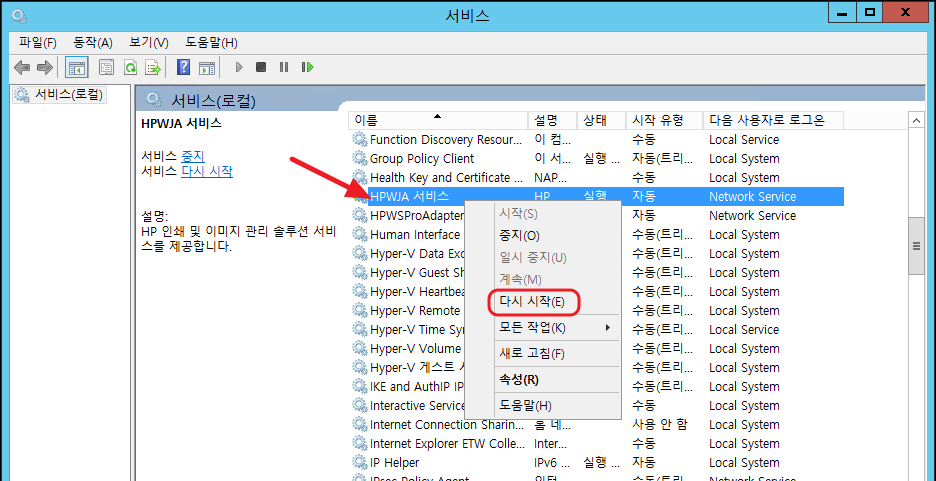 서비스
파일(F) 동작(A) 보기(V) 도움말(H)
서비스(로컬)
서비스(로컬)
HPWJA 서비스
서비스 중지
서비스 다시 시작
설명:
HP 인쇄 및 이미지 관리 솔루션 서비
스를 제공합니다.
이름 설명 상태 시작 유형 다음 사용자로 로그온
Function Discovery Resour... 이 컴... 수동 Local Service
Group Policy Client 이 서... 실행 ... 자동 Local System
Health Key and Certificate ... NAP... 수동 Local System
HPWJA 서비스 HP 실행 자동 Network Service
HPWSProAdapter 자동 Network Service
Human Interface 수동(트리... Local System
Hyper-V Data Exc 수동(트리... Local System
Hyper-V Guest Sh 수동(트리... Local System
Hyper-V Heartbea 수동(트리... Local System
Hyper-V Remote 수동(트리... Local System
Hyper-V Time Syn 수동(트리... Local Service
Hyper-V Volume 수동(트리... Local System
Hyper-V 게스트 수동(트리... Local System
IKE and AuthIP IP 수동(트리... Local System
Interactive Service 수동 Local System
Internet Connection Sharin... 홈 네... 사용 안 함 Local System
Internet Explorer ETW Colle... Inter... 수동 Local System
IP Helper IPv6 ... 실행 ... 자동 Local System
IPsec Policy Agent 인터 수동(트리 Network Service
시작(S)
중지(O)
일시 중지(U)
계속(M)
다시 시작(E)
모든 작업(K)
새로 고침(F)
속성(R)
도움말(H)